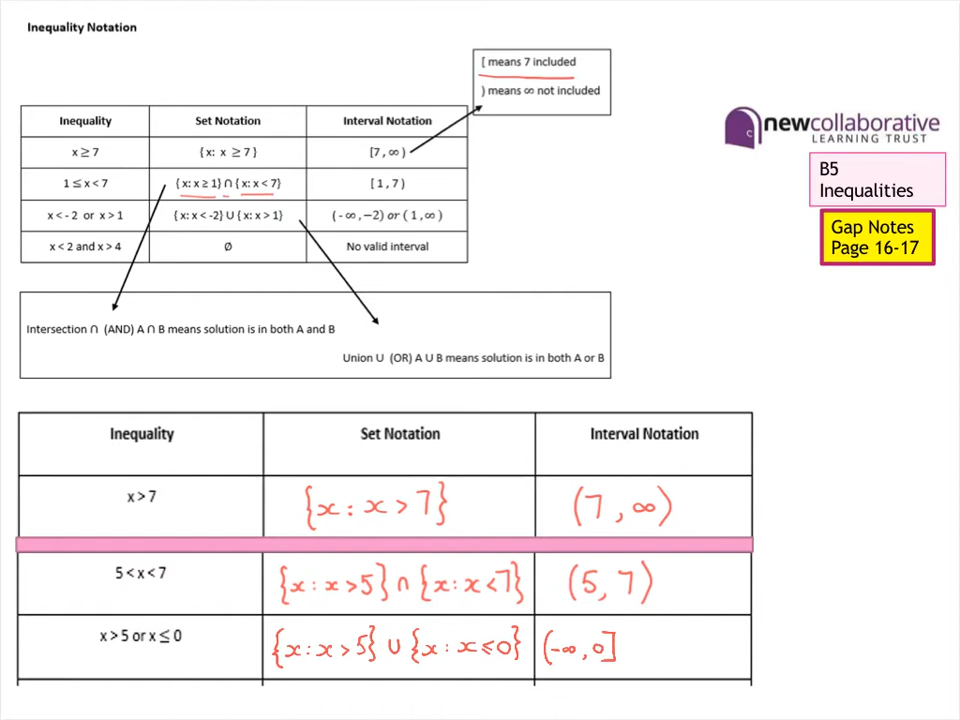 Inequality Notation
[ means 7 included
) means ∞ not included
Inequality Set Notation Interval Notation
x ≥ 7 {x: x ≥ 7} [7, ∞)
1 ≤ x < 7 {x: x ≥ 1} ∩ {x: x < 7} [1, 7)
x < - 2 or x > 1 {x: x < -2} ∪ {x: x > 1} (-∞, -2) or (1, ∞)
x < 2 and x > 4 Ø No valid interval
newcollaborative
LEARNING TRUST
B5
Inequalities
Gap Notes
Page 16-17
Intersection ∩ (AND) A ∩ B means solution is in both A and B
Union ∪ (OR) A ∪ B means solution is in both A or B
Inequality Set Notation Interval Notation
x > 7 {x : x > 7} (7, ∞)
5 < x < 7 {x : x > 5} ∩ {x : x < 7} (5, 7)
x > 5 or x ≤ 0 {x : x > 5} ∪ {x : x ≤ 0} (-∞, 0]